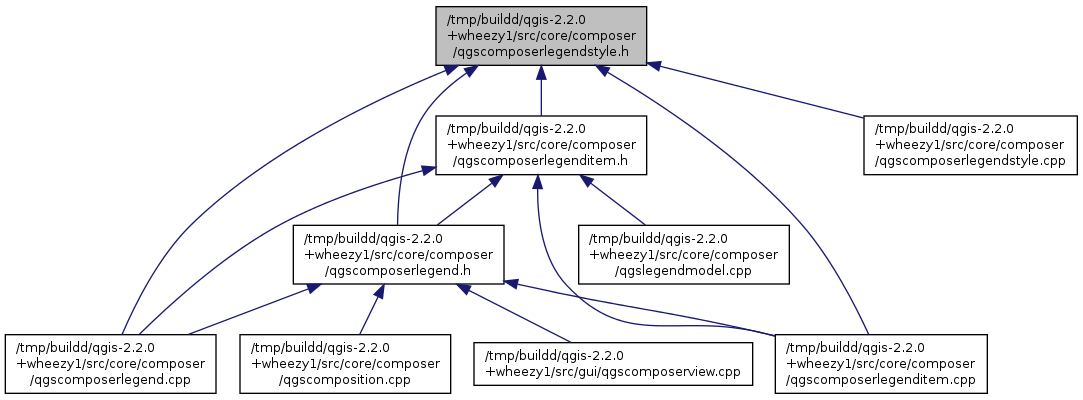 /tmp/buildd/qgis-2.2.0
+wheezy1/src/core/composer
/qgscomposerlegendstyle.h
/tmp/buildd/qgis-2.2.0
+wheezy1/src/core/composer
/qgscomposerlegenditem.h
/tmp/buildd/qgis-2.2.0
+wheezy1/src/core/composer
/qgscomposerlegendstyle.cpp
/tmp/buildd/qgis-2.2.0
+wheezy1/src/core/composer
/qgscomposerlegend.h
/tmp/buildd/qgis-2.2.0
+wheezy1/src/core/composer
/qgslegendmodel.cpp
/tmp/buildd/qgis-2.2.0
+wheezy1/src/core/composer
/qgscomposerlegend.cpp
/tmp/buildd/qgis-2.2.0
+wheezy1/src/core/composer
/qgscomposition.cpp
/tmp/buildd/qgis-2.2.0
+wheezy1/src/gui/qgscomposerview.cpp
/tmp/buildd/qgis-2.2.0
+wheezy1/src/core/composer
/qgscomposerlegenditem.cpp